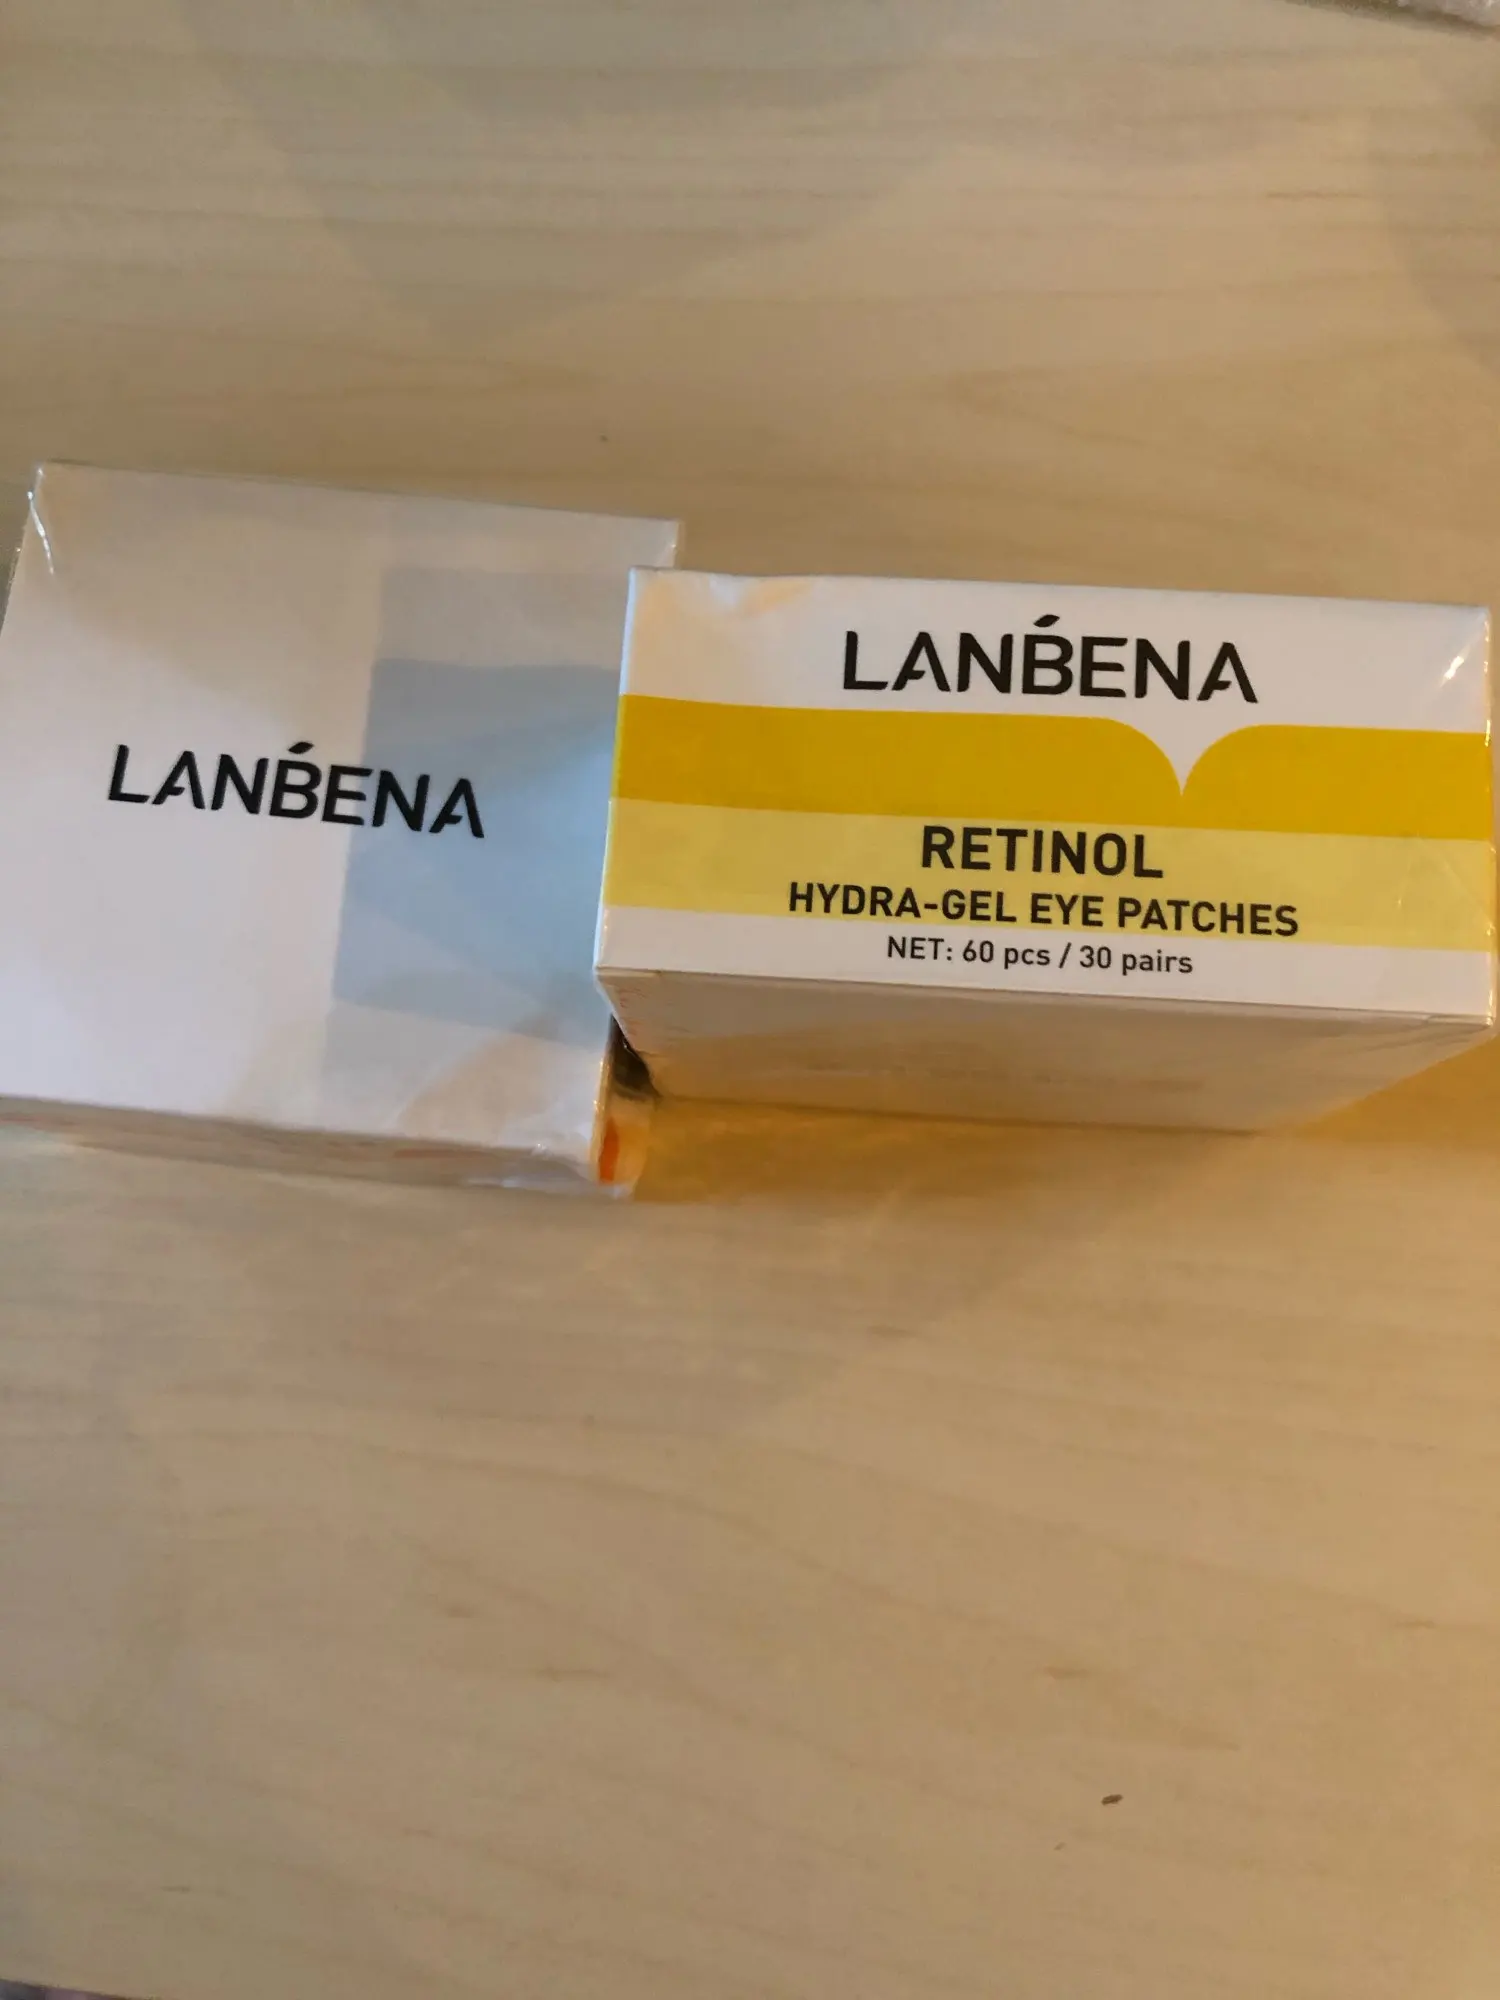 LANBENA
LANBENA
RETINOL
HYDRA-GEL EYE PATCHES
NET: 60 pcs / 30 pairs